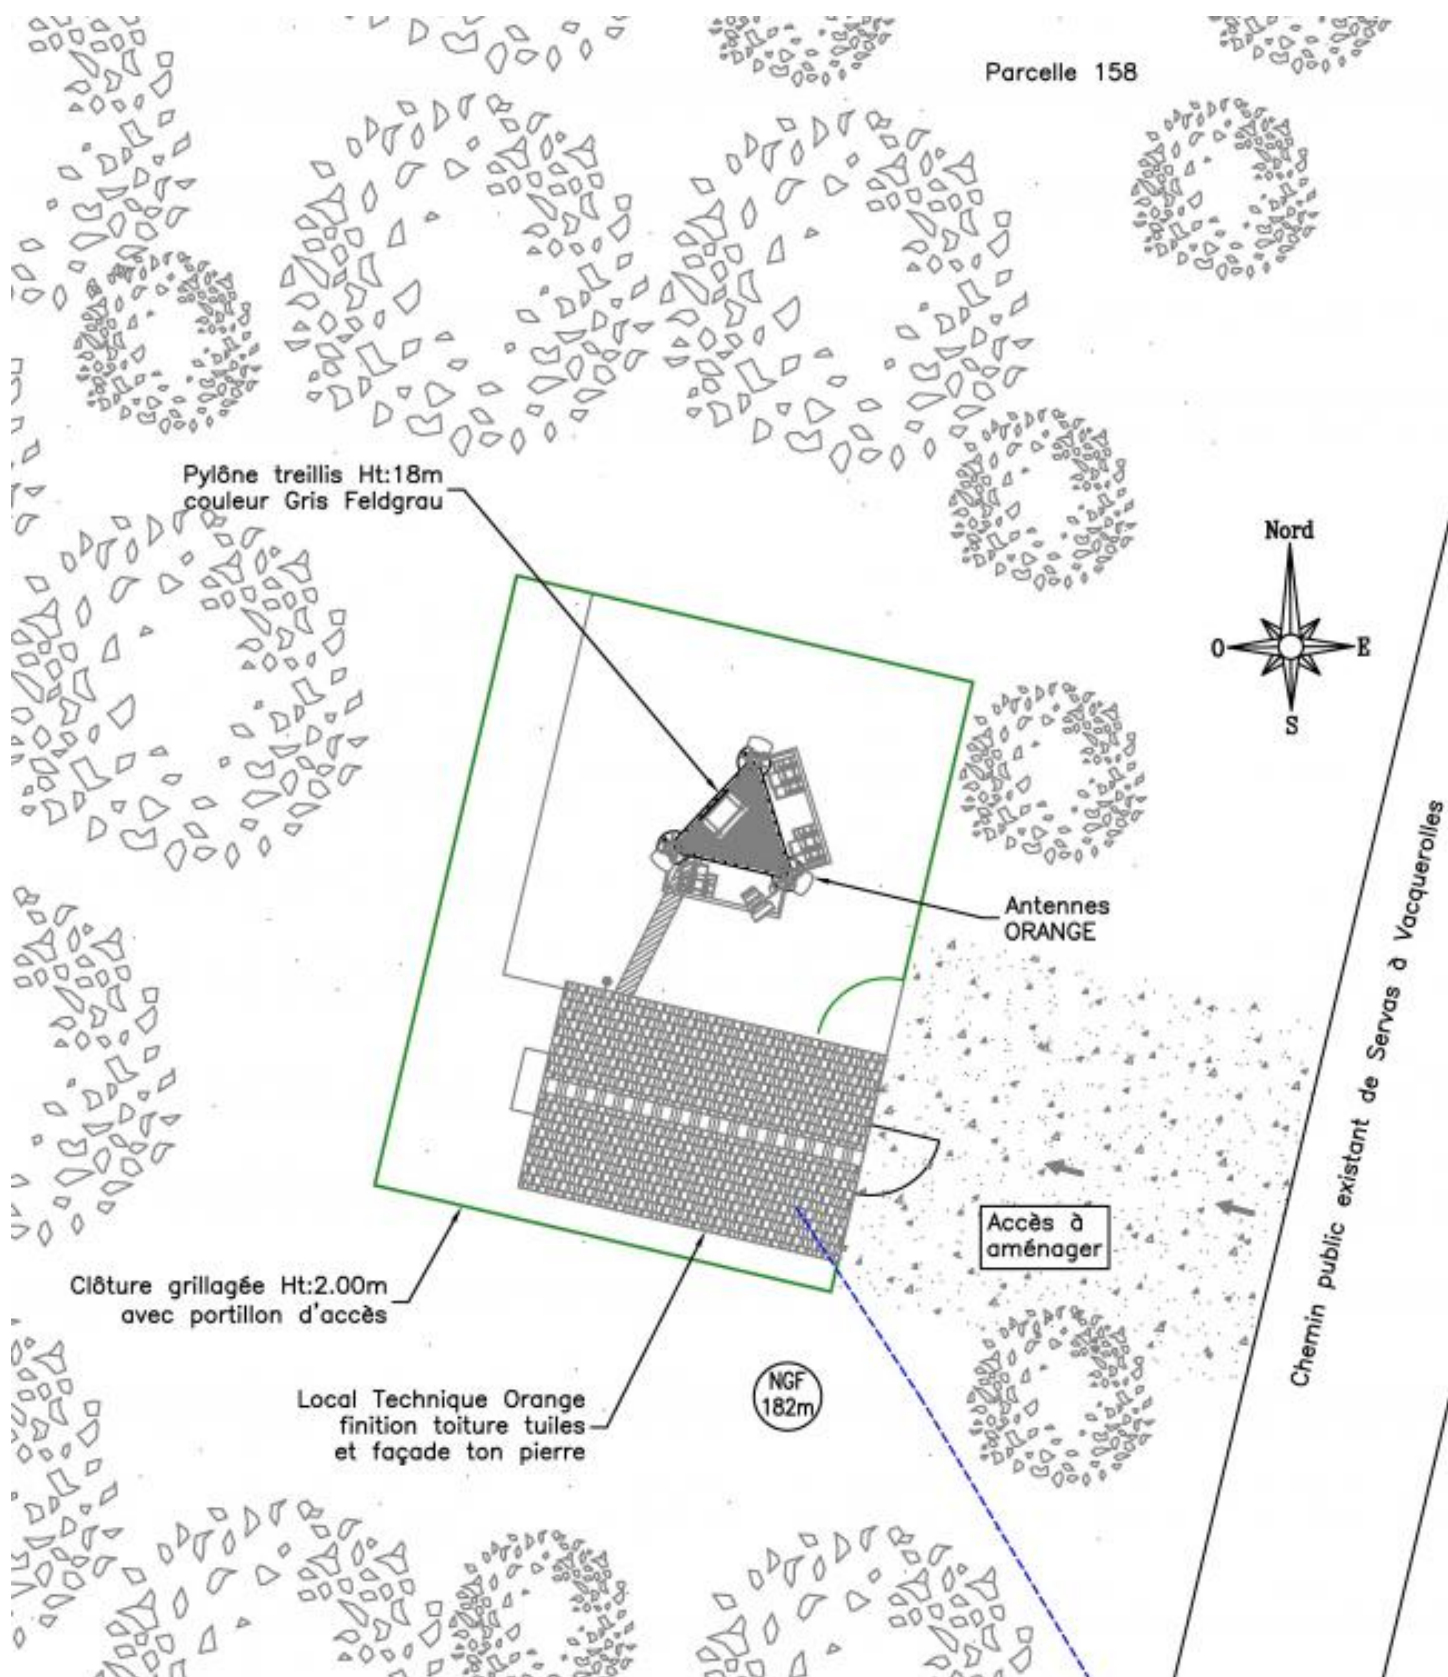 Parcelle 158
Pylône treillis Ht:18m
couleur Gris Feldgrau
Nord
O
E
S
Antennes
ORANGE
Chemin public existant de Servas à Vacquerolles
Accès à
aménager
Clôture grillagée Ht:2.00m
avec portillon d'accès
NGF
182m
Local Technique Orange
finition toiture tuiles
et façade ton pierre